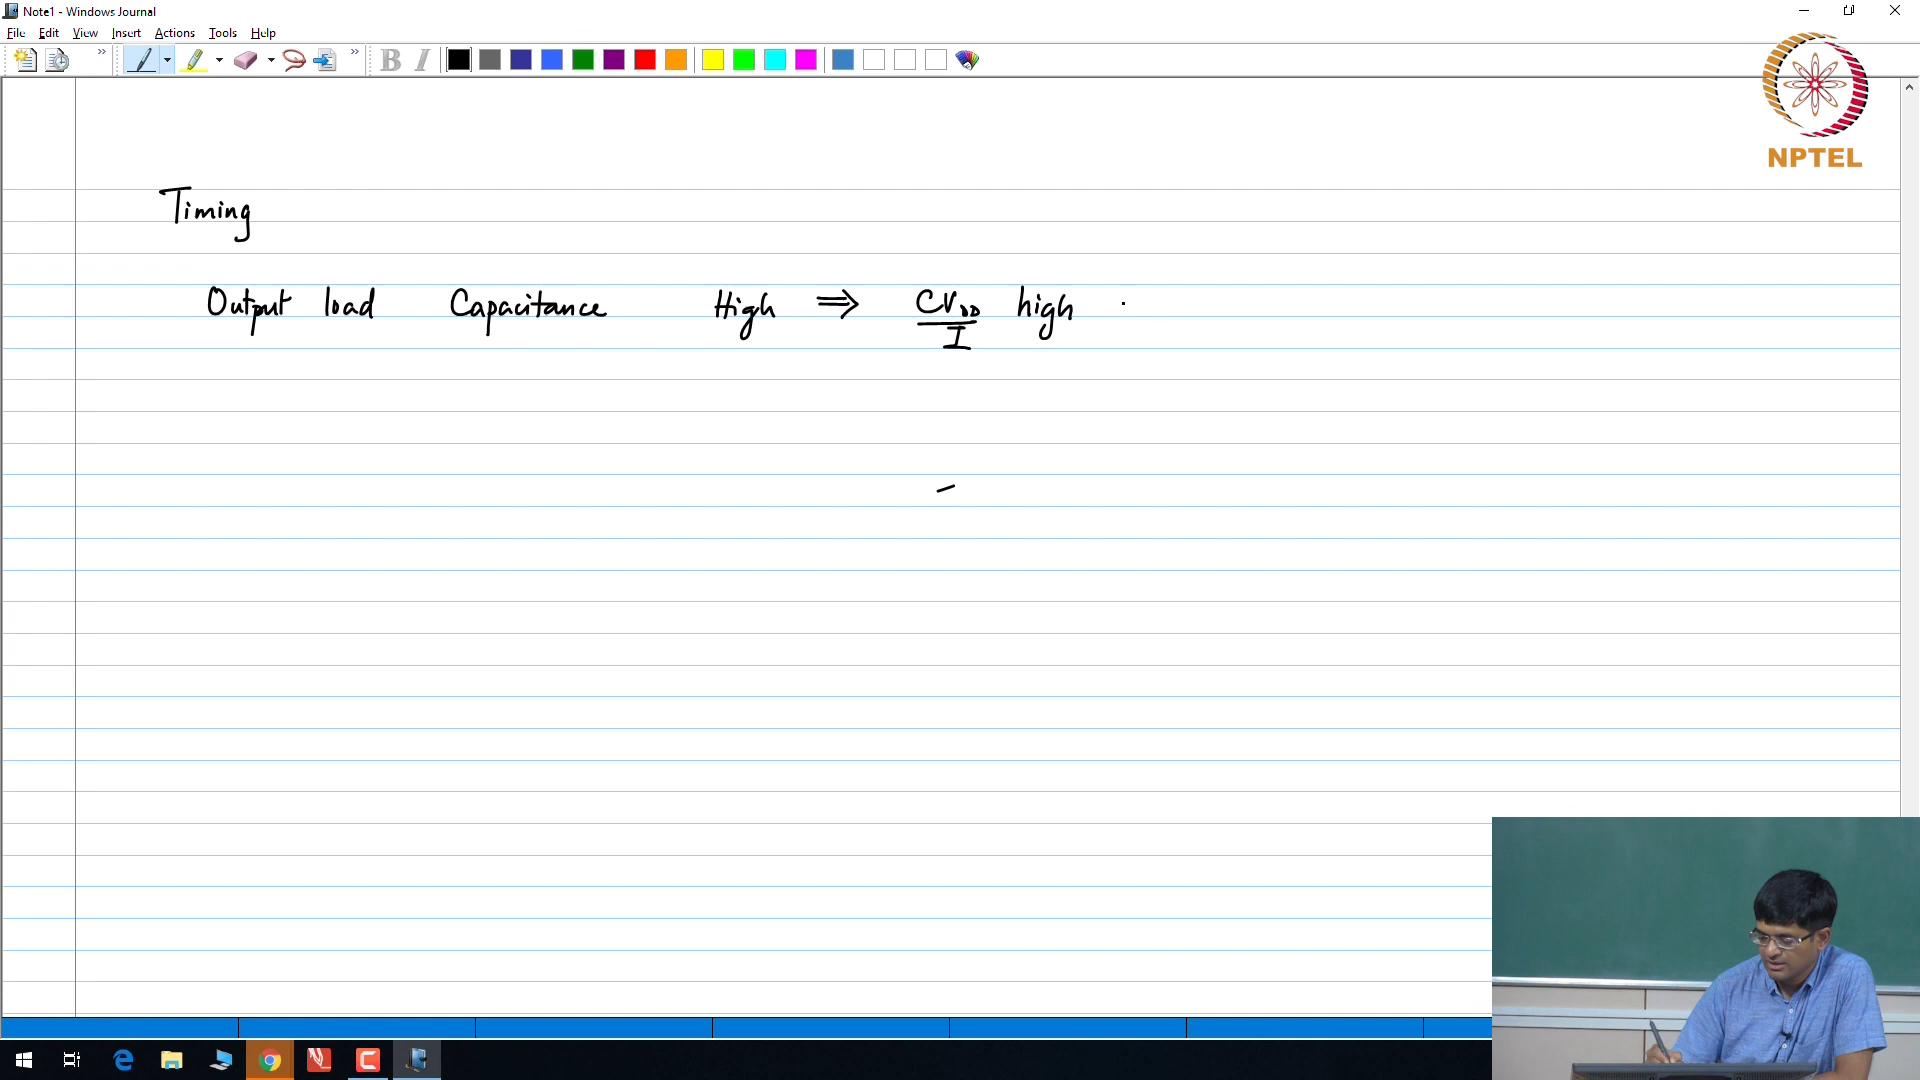 Note1 - Windows Journal
File Edit View Insert Actions Tools Help
B I
NPTEL
Timing
Output load Capacitance High ⇒ CV_DD/I high